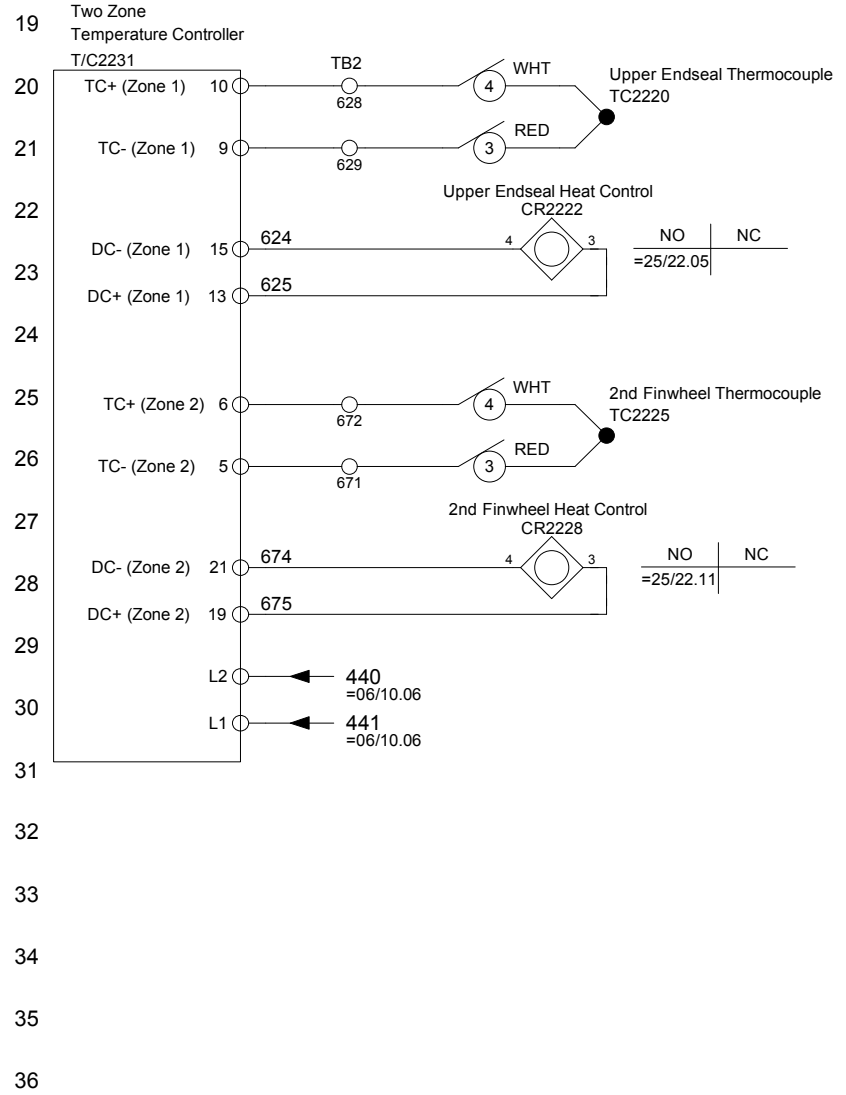 19 Two Zone
Temperature Controller
T/C2231
TB2
20 TC+ (Zone 1) 10 628 4 WHT Upper Endseal Thermocouple
TC2220
21 TC- (Zone 1) 9 629 3 RED
22 Upper Endseal Heat Control
CR2222
DC- (Zone 1) 15 624 4 3 NO NC
=25/22.05
23
DC+ (Zone 1) 13 625
24
25 TC+ (Zone 2) 6 672 4 WHT 2nd Finwheel Thermocouple
TC2225
26 TC- (Zone 2) 5 671 3 RED
27 2nd Finwheel Heat Control
CR2228
DC- (Zone 2) 21 674 4 3 NO NC
=25/22.11
28
DC+ (Zone 2) 19 675
29
L2 440
=06/10.06
30
L1 441
=06/10.06
31
32
33
34
35
36